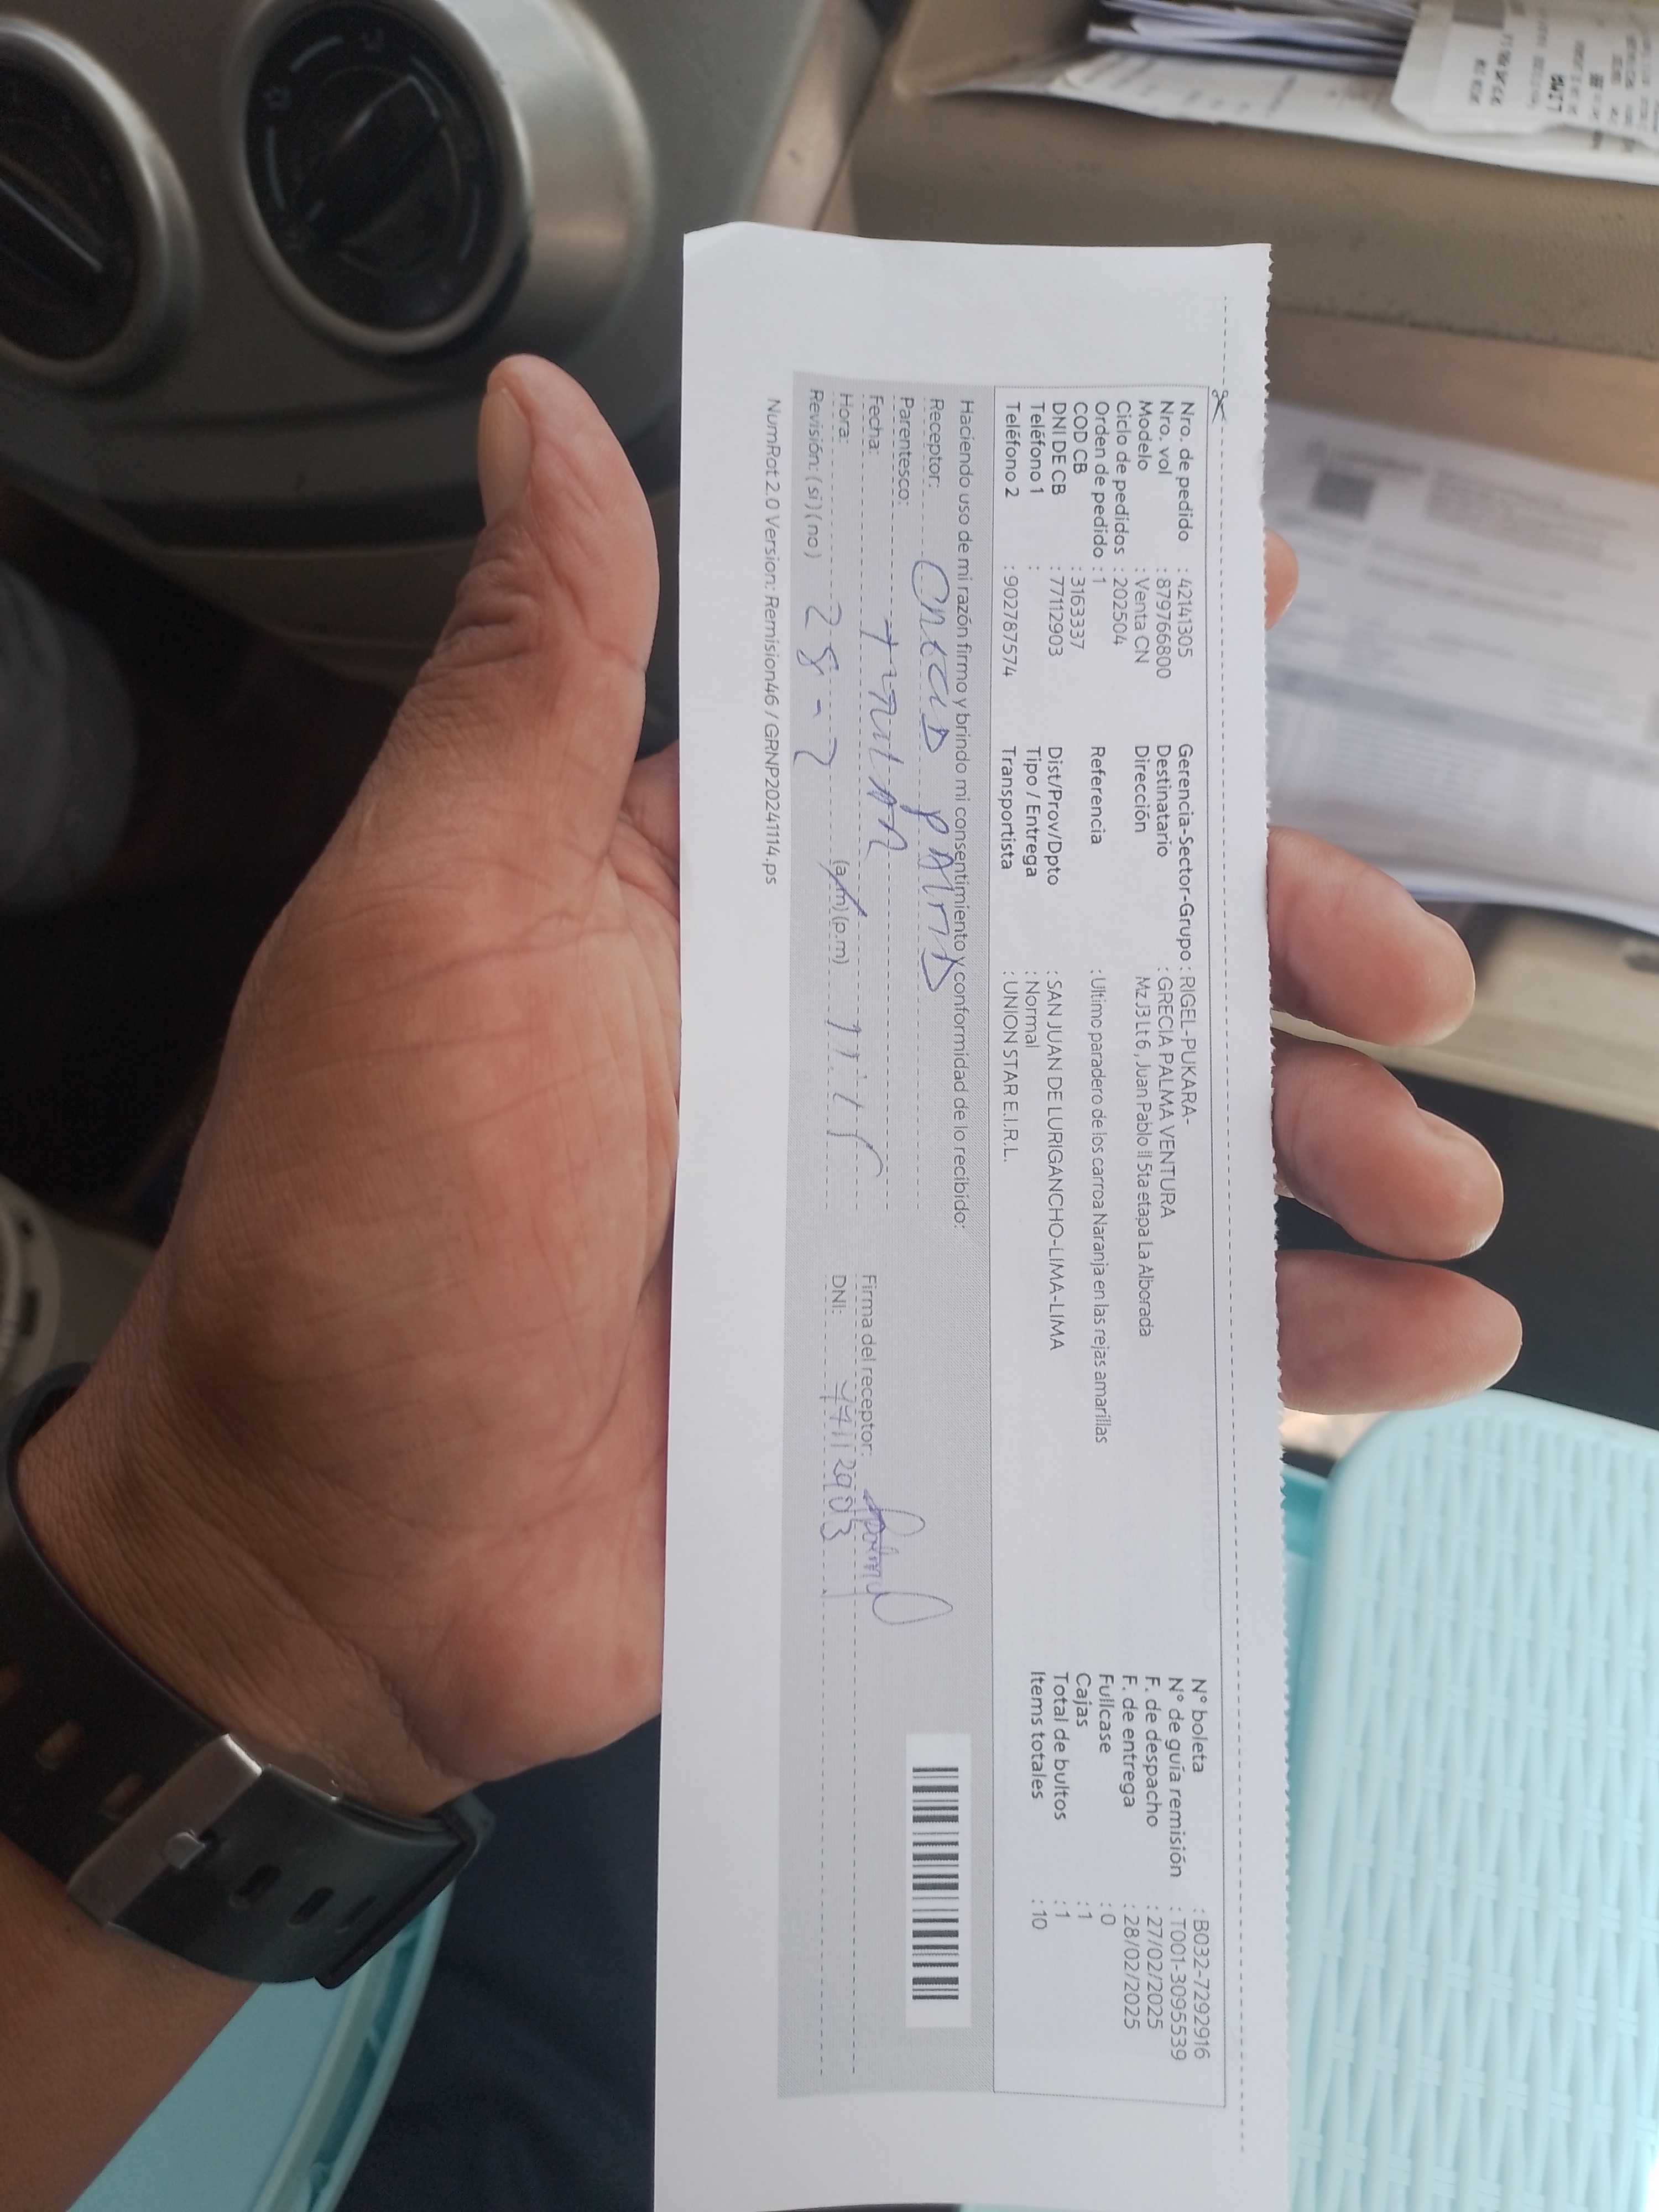 Nro. de pedido : 42141305
Nro. vol : 879766800
Modelo : Venta CN
Ciclo de pedidos : 202504
Orden de pedido : 1
COD CB : 3163337
DNI DE CB : 77112903
Teléfono 1 :
Teléfono 2 : 902787574
Gerencia-Sector-Grupo : RIGEL-PUKARA-
Destinatario : GRECIA PALMA VENTURA
Dirección Mz J3 Lt 6 , Juan Pablo II 5ta etapa La Alborada
Referencia : Ultimo paradero de los carroa Naranja en las rejas amarillas
Dist/Prov/Dpto : SAN JUAN DE LURIGANCHO-LIMA-LIMA
Tipo / Entrega : Normal
Transportista : UNION STAR E.I.R.L.
N° boleta : B032-7292916
N° de guía remisión : T001-3095539
F. de despacho : 27/02/2025
F. de entrega : 28/02/2025
Fullcase : 0
Cajas : 1
Total de bultos : 1
Items totales : 10
Haciendo uso de mi razón firmo y brindo mi consentimiento y conformidad de lo recibido:
Receptor:
Parentesco: titular
Fecha: 28-2
Hora: (a.m)(p.m)
Revisión: (si) (no)
Firma del receptor:
DNI: 77112903
NumRot 2.0 Version: Remision46 / GRNP20241114.ps